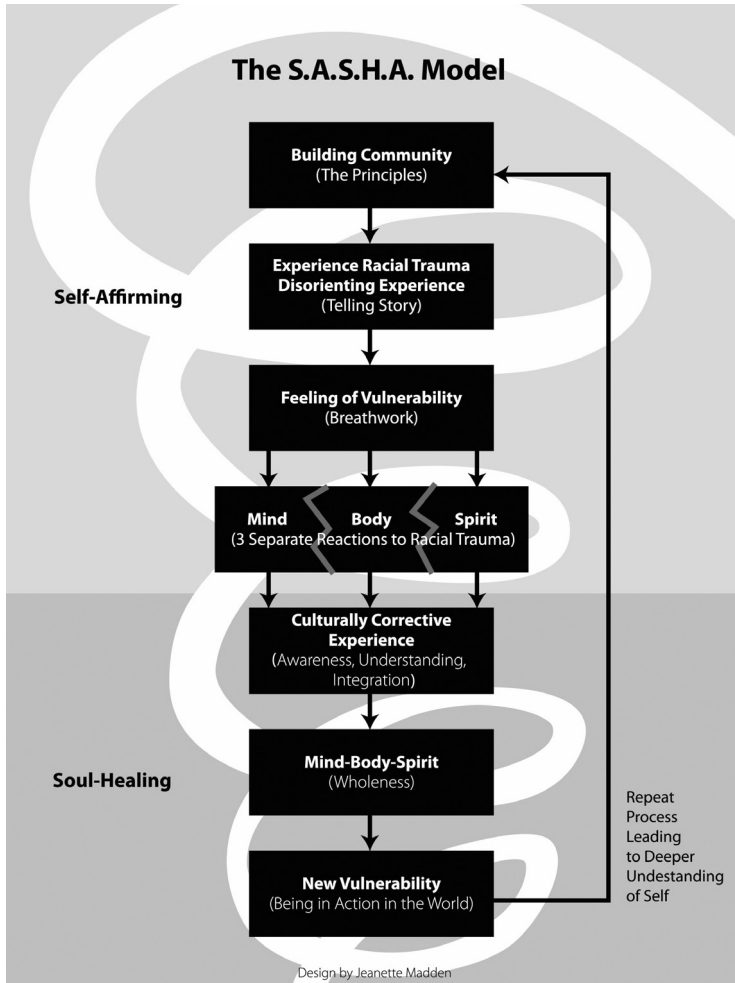 The S.A.S.H.A. Model
Building Community
(The Principles)
Experience Racial Trauma
Disorienting Experience
(Telling Story)
Self-Affirming
Feeling of Vulnerability
(Breathwork)
Mind Body Spirit
(3 Separate Reactions to Racial Trauma)
Culturally Corrective
Experience
(Awareness, Understanding,
Integration)
Mind-Body-Spirit
(Wholeness)
Soul-Healing
New Vulnerability
(Being in Action in the World)
Repeat
Process
Leading
to Deeper
Undestanding
of Self
Design by Jeanette Madden